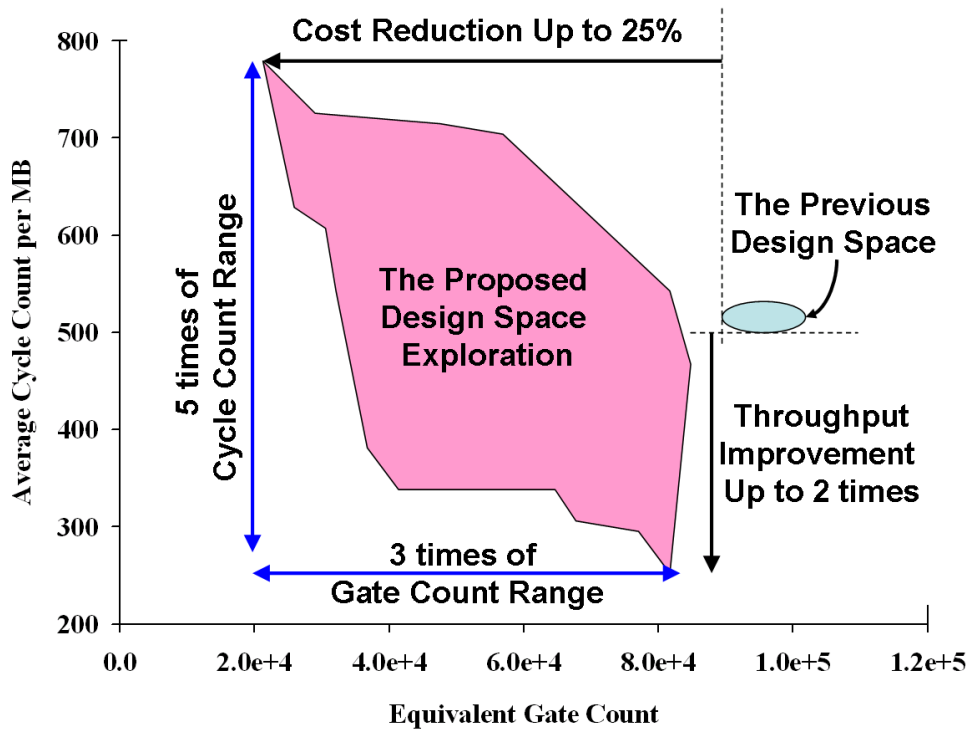 Cost Reduction Up to 25%
800
700
600
500
400
300
200
Average Cycle Count per MB
5 times of
Cycle Count Range
The Proposed
Design Space
Exploration
The Previous
Design Space
Throughput
Improvement
Up to 2 times
3 times of
Gate Count Range
0.0 2.0e+4 4.0e+4 6.0e+4 8.0e+4 1.0e+5 1.2e+5
Equivalent Gate Count